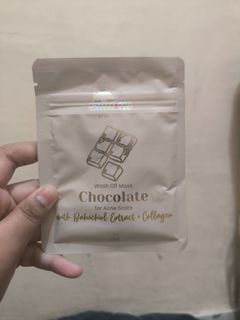 Wash Off Mask
Chocolate
for Acne Scars
with Bakuchiol Extract + Collagen